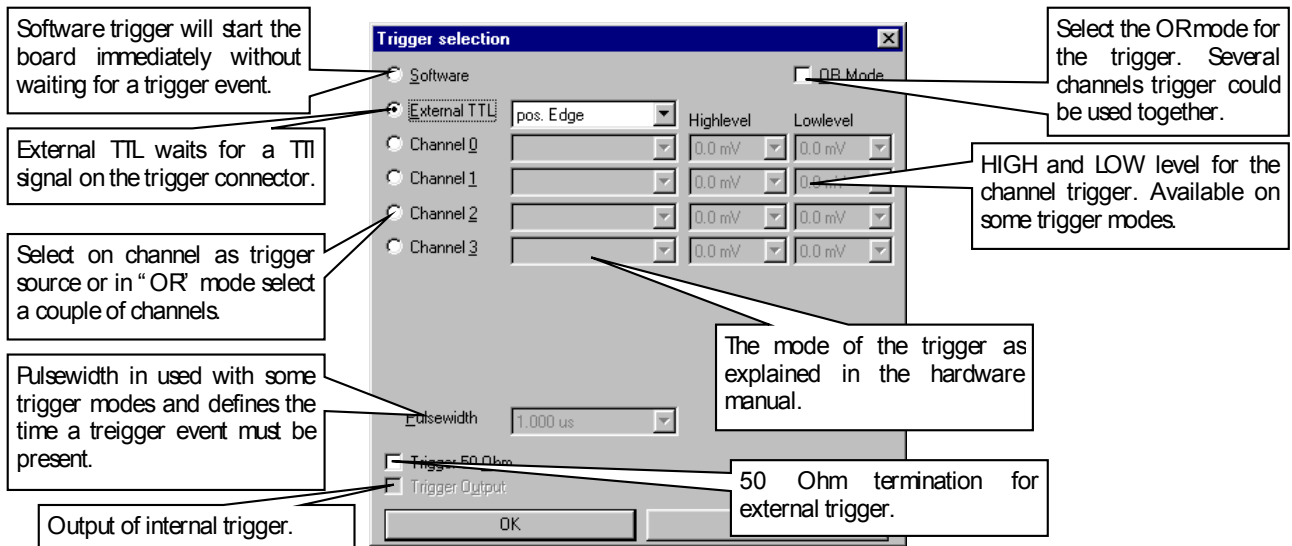 Software trigger will start the
board immediately without
waiting for a trigger event.
External TTL waits for a TTl
signal on the trigger connector.
Select on channel as trigger
source or in “OR” mode select
a couple of channels.
Pulsewidth in used with some
trigger modes and defines the
time a treigger event must be
present.
Output of internal trigger.
Trigger selection
Software
OR Mode
External TTL
pos. Edge
Highlevel
Lowlevel
Channel 0
0.0 mV
0.0 mV
Channel 1
0.0 mV
0.0 mV
Channel 2
0.0 mV
0.0 mV
Channel 3
0.0 mV
0.0 mV
Pulsewidth
1.000 us
Trigger 50 Ohm
Trigger Output
OK
Select the OR mode for
the trigger. Several
channels trigger could
be used together.
HIGH and LOW level for the
channel trigger. Available on
some trigger modes.
The mode of the trigger as
explained in the hardware
manual.
50 Ohm termination for
external trigger.